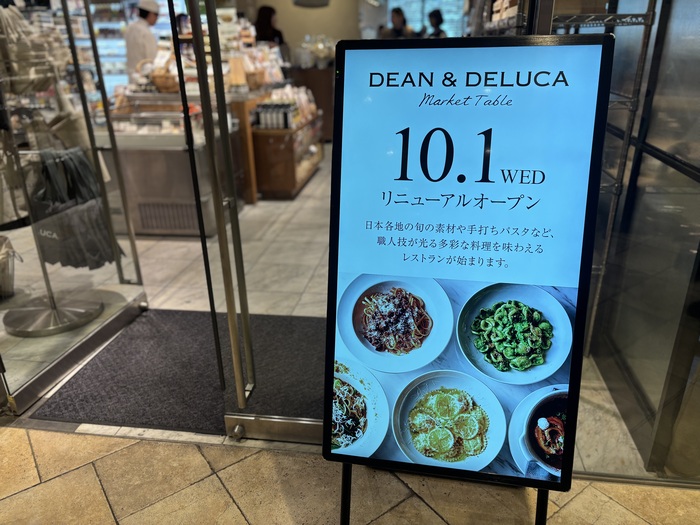 DEAN & DELUCA
Market Table
10.1 WED
リニューアルオープン
日本各地の旬の素材や手打ちパスタなど、
職人技が光る多彩な料理を味わえる
レストランが始まります。
UCA